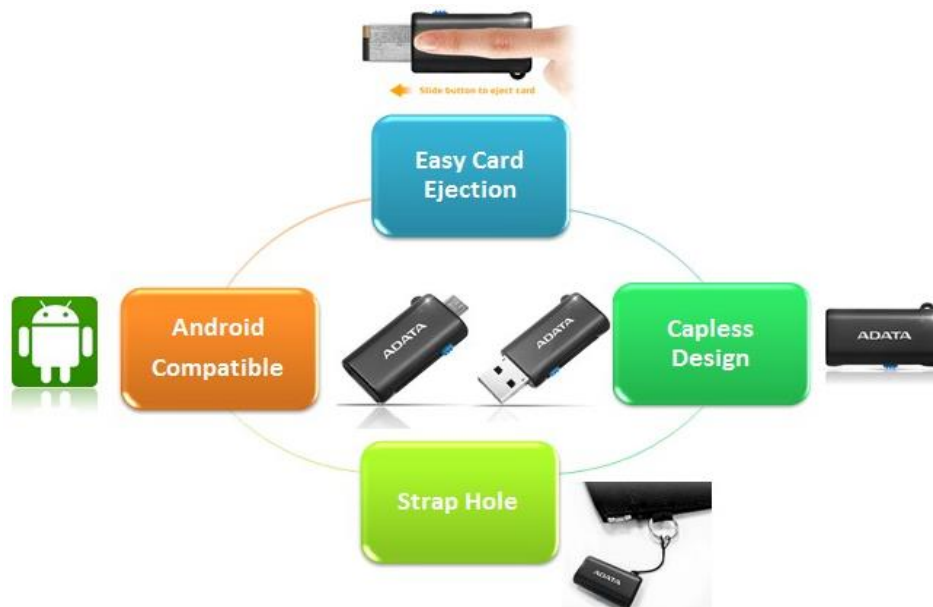 Slide button to eject card
Easy Card
Ejection
Android
Compatible
ADATA
ADATA
Capless
Design
ADATA
Strap Hole
ADATA